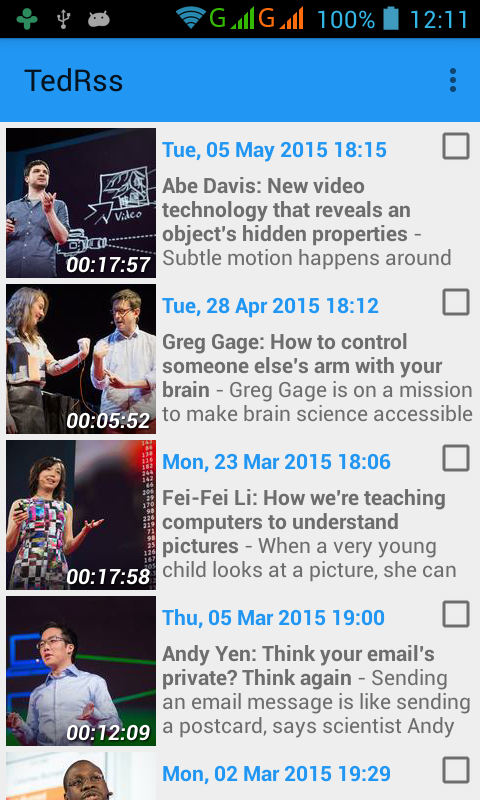 G G 100% 12:11
TedRss
Tue, 05 May 2015 18:15
Abe Davis: New video
technology that reveals an
object's hidden properties -
Subtle motion happens around
Video
00:17:57
Tue, 28 Apr 2015 18:12
Greg Gage: How to control
someone else's arm with your
brain - Greg Gage is on a mission
to make brain science accessible
00:05:52
Mon, 23 Mar 2015 18:06
Fei-Fei Li: How we're teaching
computers to understand
pictures - When a very young
child looks at a picture, she can
00:17:58
Thu, 05 Mar 2015 19:00
Andy Yen: Think your email's
private? Think again - Sending
an email message is like sending
a postcard, says scientist Andy
00:12:09
Mon, 02 Mar 2015 19:29